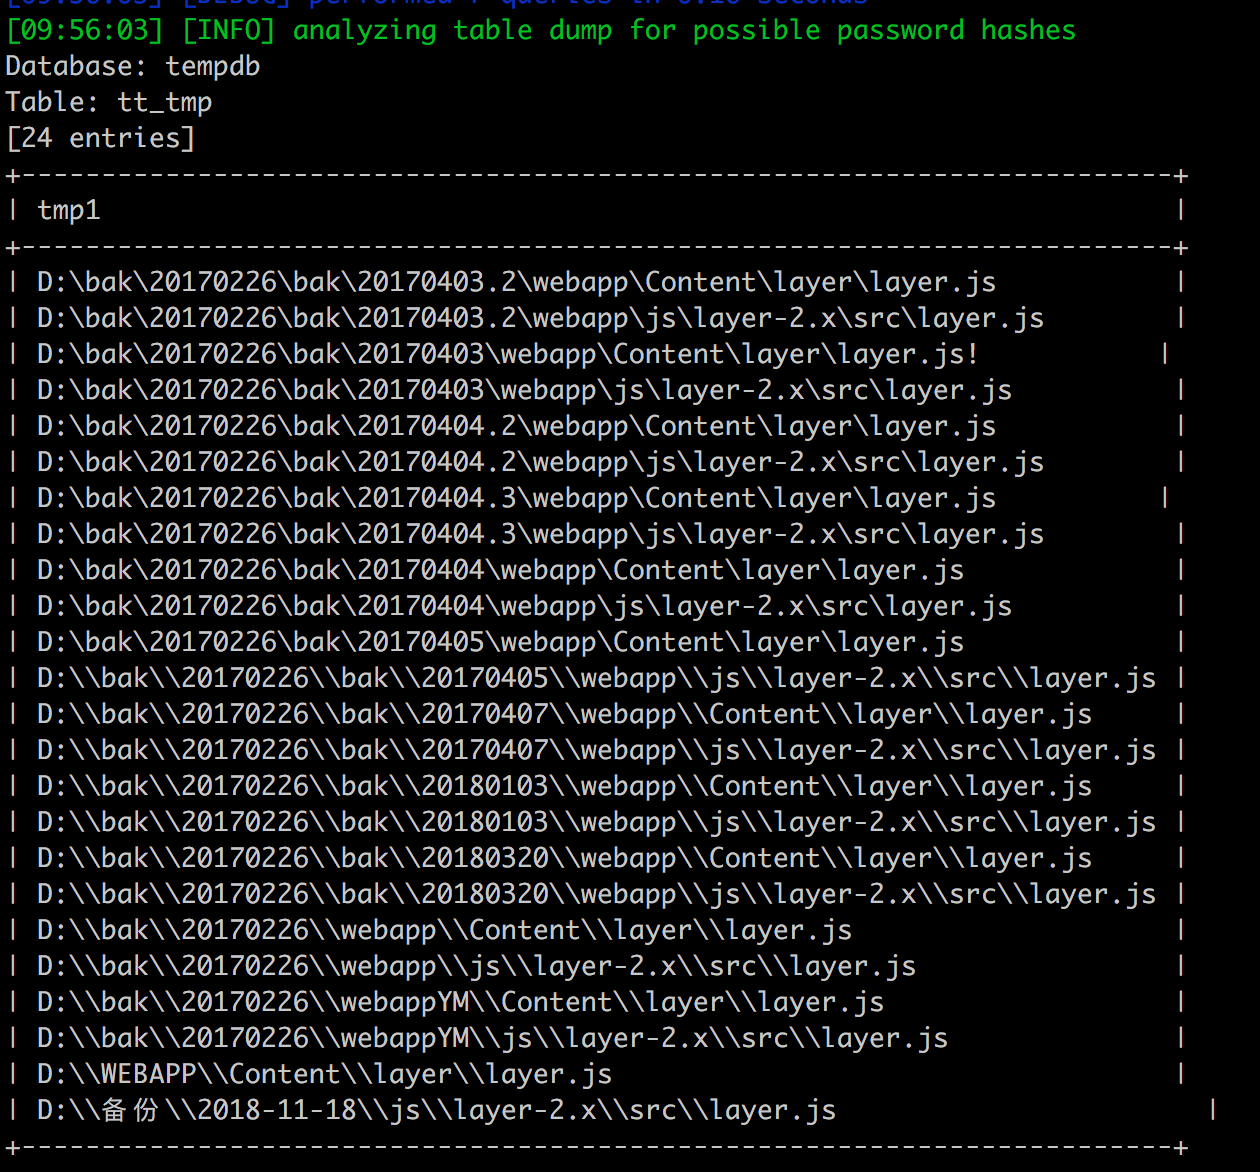 [09:56:03] [DEBUG] performed 7 queries in 0.16 seconds
[09:56:03] [INFO] analyzing table dump for possible password hashes
Database: tempdb
Table: tt_tmp
[24 entries]
+------------------------------------------------------------------------+
| tmp1                                                                   |
+------------------------------------------------------------------------+
| D:\bak\20170226\bak\20170403.2\webapp\Content\layer\layer.js           |
| D:\bak\20170226\bak\20170403.2\webapp\js\layer-2.x\src\layer.js        |
| D:\bak\20170226\bak\20170403\webapp\Content\layer\layer.js!           |
| D:\bak\20170226\bak\20170403\webapp\js\layer-2.x\src\layer.js          |
| D:\bak\20170226\bak\20170404.2\webapp\Content\layer\layer.js           |
| D:\bak\20170226\bak\20170404.2\webapp\js\layer-2.x\src\layer.js        |
| D:\bak\20170226\bak\20170404.3\webapp\Content\layer\layer.js          |
| D:\bak\20170226\bak\20170404.3\webapp\js\layer-2.x\src\layer.js        |
| D:\bak\20170226\bak\20170404\webapp\Content\layer\layer.js             |
| D:\bak\20170226\bak\20170404\webapp\js\layer-2.x\src\layer.js          |
| D:\bak\20170226\bak\20170405\webapp\Content\layer\layer.js             |
| D:\\bak\\20170226\\bak\\20170405\\webapp\\js\\layer-2.x\\src\\layer.js |
| D:\\bak\\20170226\\bak\\20170407\\webapp\\Content\\layer\\layer.js     |
| D:\\bak\\20170226\\bak\\20170407\\webapp\\js\\layer-2.x\\src\\layer.js |
| D:\\bak\\20170226\\bak\\20180103\\webapp\\Content\\layer\\layer.js     |
| D:\\bak\\20170226\\bak\\20180103\\webapp\\js\\layer-2.x\\src\\layer.js |
| D:\\bak\\20170226\\bak\\20180320\\webapp\\Content\\layer\\layer.js     |
| D:\\bak\\20170226\\bak\\20180320\\webapp\\js\\layer-2.x\\src\\layer.js |
| D:\\bak\\20170226\\webapp\\Content\\layer\\layer.js                    |
| D:\\bak\\20170226\\webapp\\js\\layer-2.x\\src\\layer.js                |
| D:\\bak\\20170226\\webappYM\\Content\\layer\\layer.js                  |
| D:\\bak\\20170226\\webappYM\\js\\layer-2.x\\src\\layer.js              |
| D:\\WEBAPP\\Content\\layer\\layer.js                                   |
| D:\\备份\\2018-11-18\\js\\layer-2.x\\src\\layer.js                       |
+------------------------------------------------------------------------+